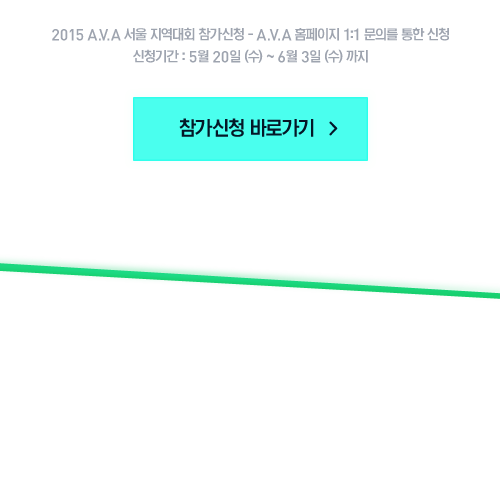 2015 A.V.A 서울 지역대회 참가신청 - A.V.A 홈페이지 1:1 문의를 통한 신청
신청기간 : 5월 20일 (수) ~ 6월 3일 (수) 까지
참가신청 바로가기 >